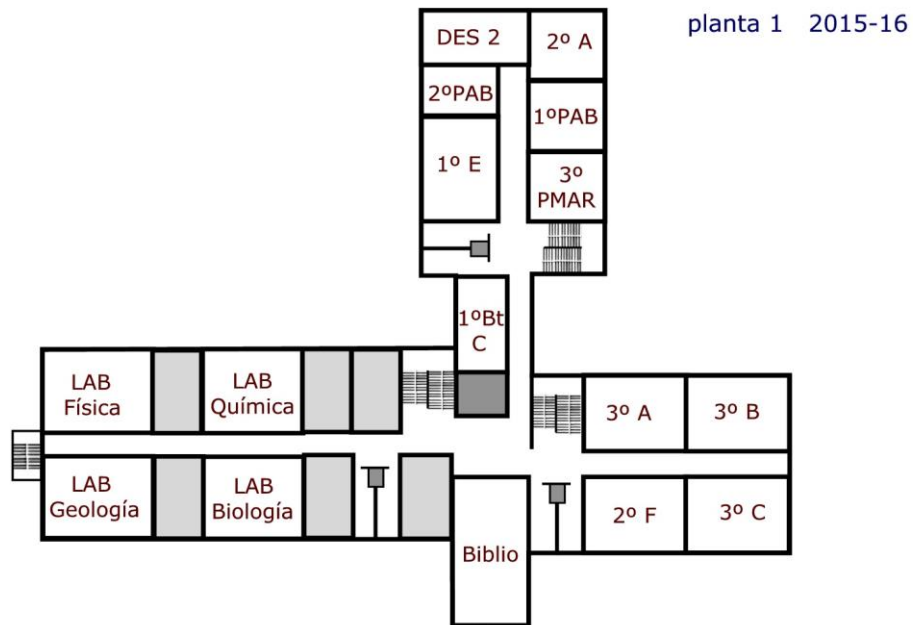 planta 1 2015-16
DES 2
2º A
2ºPAB
1ºPAB
1º E
3º
PMAR
1ºBt
C
LAB
Física
LAB
Química
3º A
3º B
LAB
Geología
LAB
Biología
2º F
3º C
Biblio